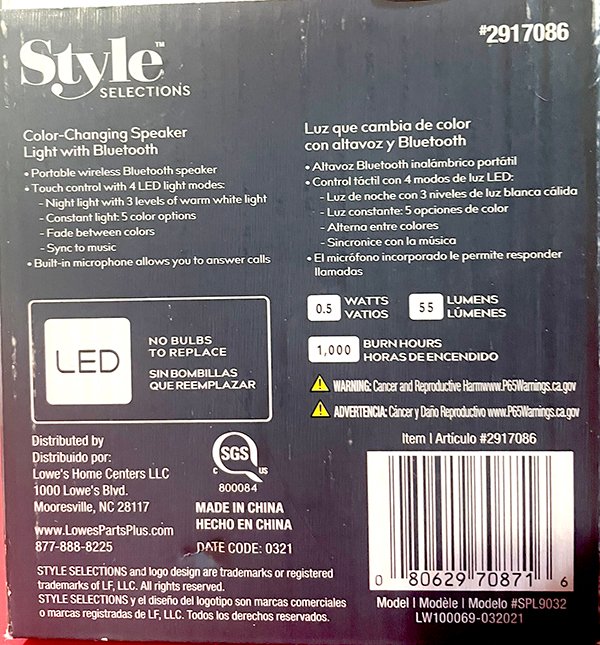 Style™
SELECTIONS
#2917086
Color-Changing Speaker
Light with Bluetooth
• Portable wireless Bluetooth speaker
• Touch control with 4 LED light modes:
- Night light with 3 levels of warm white light
- Constant light: 5 color options
- Fade between colors
- Sync to music
• Built-in microphone allows you to answer calls
Luz que cambia de color
con altavoz y Bluetooth
• Altavoz Bluetooth inalámbrico portátil
• Control táctil con 4 modos de luz LED:
- Luz de noche con 3 niveles de luz blanca cálida
- Luz constante: 5 opciones de color
- Alterna entre colores
- Sincronice con la música
• El micrófono incorporado le permite responder
llamadas
LED
NO BULBS
TO REPLACE
SIN BOMBILLAS
QUE REEMPLAZAR
0.5 WATTS
VATIOS
55 LUMENS
LÚMENES
1,000 BURN HOURS
HORAS DE ENCENDIDO
WARNING: Cancer and Reproductive Harmwww.P65Warnings.ca.gov
ADVERTENCIA: Cáncer y Daño Reproductivo www.P65Warnings.ca.gov
Distributed by
Distribuido por:
Lowe's Home Centers LLC
1000 Lowe's Blvd.
Mooresville, NC 28117
www.LowesPartsPlus.com
877-888-8225
SGS
C US
800084
MADE IN CHINA
HECHO EN CHINA
DATE CODE: 0321
STYLE SELECTIONS and logo design are trademarks or registered
trademarks of LF, LLC. All rights reserved.
STYLE SELECTIONS y el diseño del logotipo son marcas comerciales
o marcas registradas de LF, LLC. Todos los derechos reservados.
Item | Artículo #2917086
0 80629 70871 6
Model | Modèle | Modelo #SPL9032
LW100069-032021